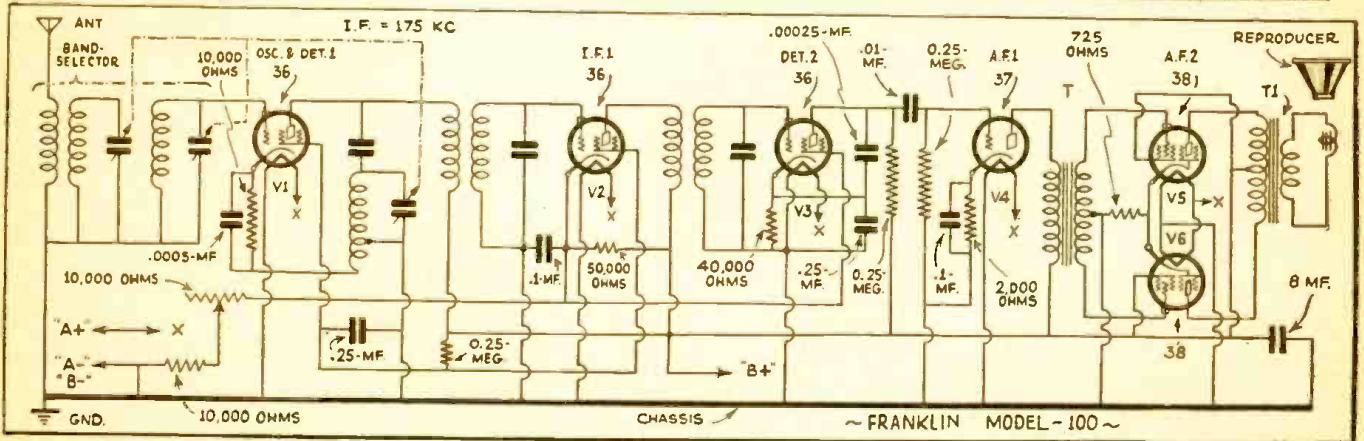 ANT
I.F. = 175 KC
BAND-
SELECTOR
10,000
OHMS
OSC. & DET.1
36
I.F.1
36
.00025-MF.
DET.2
36
.01-
MF.
0.25-
MEG.
A.F.1
37
725
OHMS
A.F.2
38)
REPRODUCER
T
T1
V1
X
V2
X
V3
X
V4
X
V5
X
V6
.0005-MF
10,000 OHMS
.1-MF.
50,000
OHMS
40,000
OHMS
.25-
MF.
0.25-
MEG.
.1-
MF.
2,000
OHMS
8 MF.
"A+"
X
"A-"
"B-"
.25-MF.
0.25-
MEG.
"B+"
38
10,000 OHMS
GND.
CHASSIS
~FRANKLIN MODEL-100~